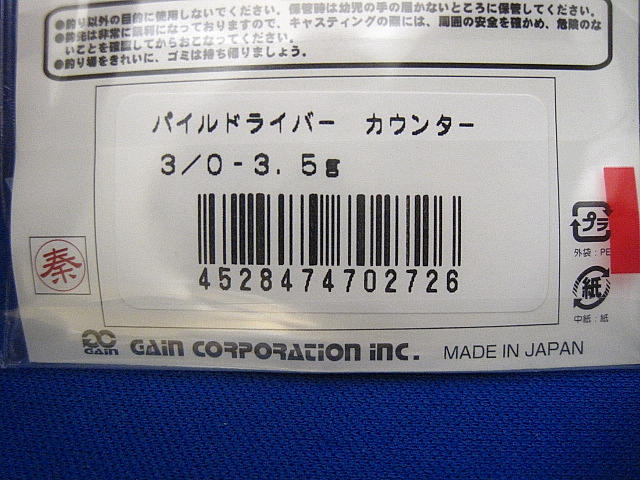 ●釣り以外の目的に使用しないでください。保管時は幼児の手の届かないところに保管してください。
●鈎先は非常に鋭利になっておりますので、キャスティングの際には、周囲の安全を確かめ、危険のな
いことを確認してからおこなってください。
●釣り場をきれいに、ゴミは持ち帰りましょう。
パイルドライバー カウンター
3/0-3.5g
4528474702726
秦
プラ
外袋：PE
紙
中紙：紙
GAIN GAIN CORPORATION INC. MADE IN JAPAN